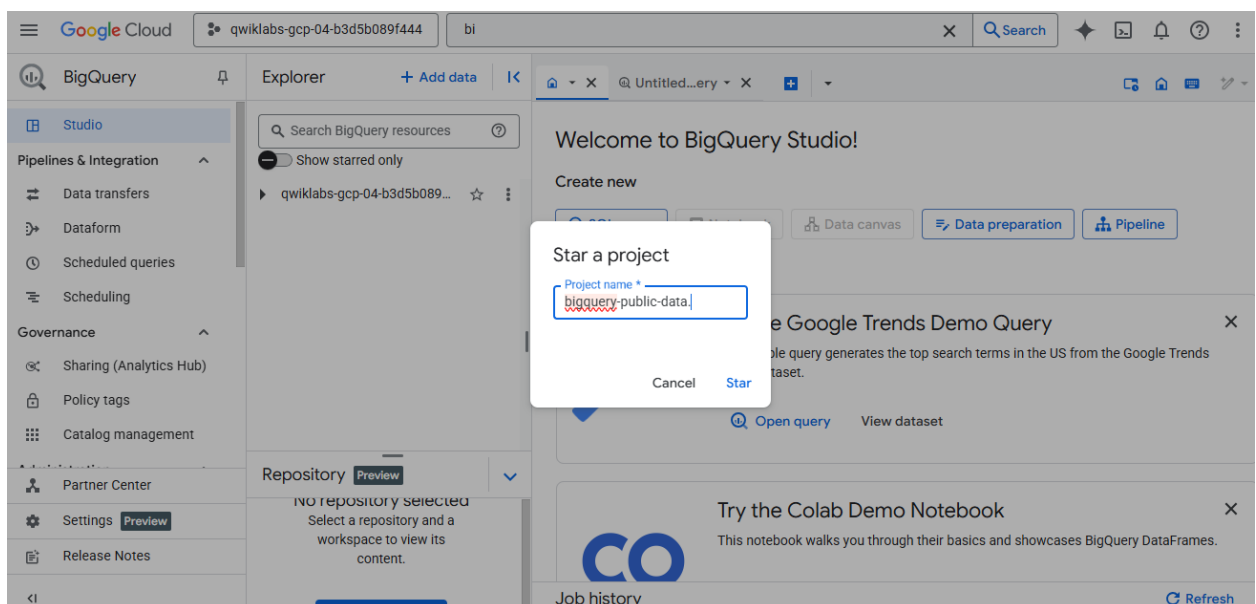 Google Cloud
qwiklabs-gcp-04-b3d5b089f444
bi
Search
BigQuery
Studio
Pipelines & Integration
Data transfers
Dataform
Scheduled queries
Scheduling
Governance
Sharing (Analytics Hub)
Policy tags
Catalog management
Partner Center
Settings Preview
Release Notes
Explorer
+ Add data
Search BigQuery resources
Show starred only
qwiklabs-gcp-04-b3d5b089...
Repository Preview
No repository selected
Select a repository and a
workspace to view its
content.
Untitled...ery
Welcome to BigQuery Studio!
Create new
Data canvas
Data preparation
Pipeline
Star a project
Project name *
bigquery-public-data.
Cancel
Star
Google Trends Demo Query
query generates the top search terms in the US from the Google Trends
Open query
View dataset
Try the Colab Demo Notebook
This notebook walks you through their basics and showcases BigQuery DataFrames.
Job history
Refresh